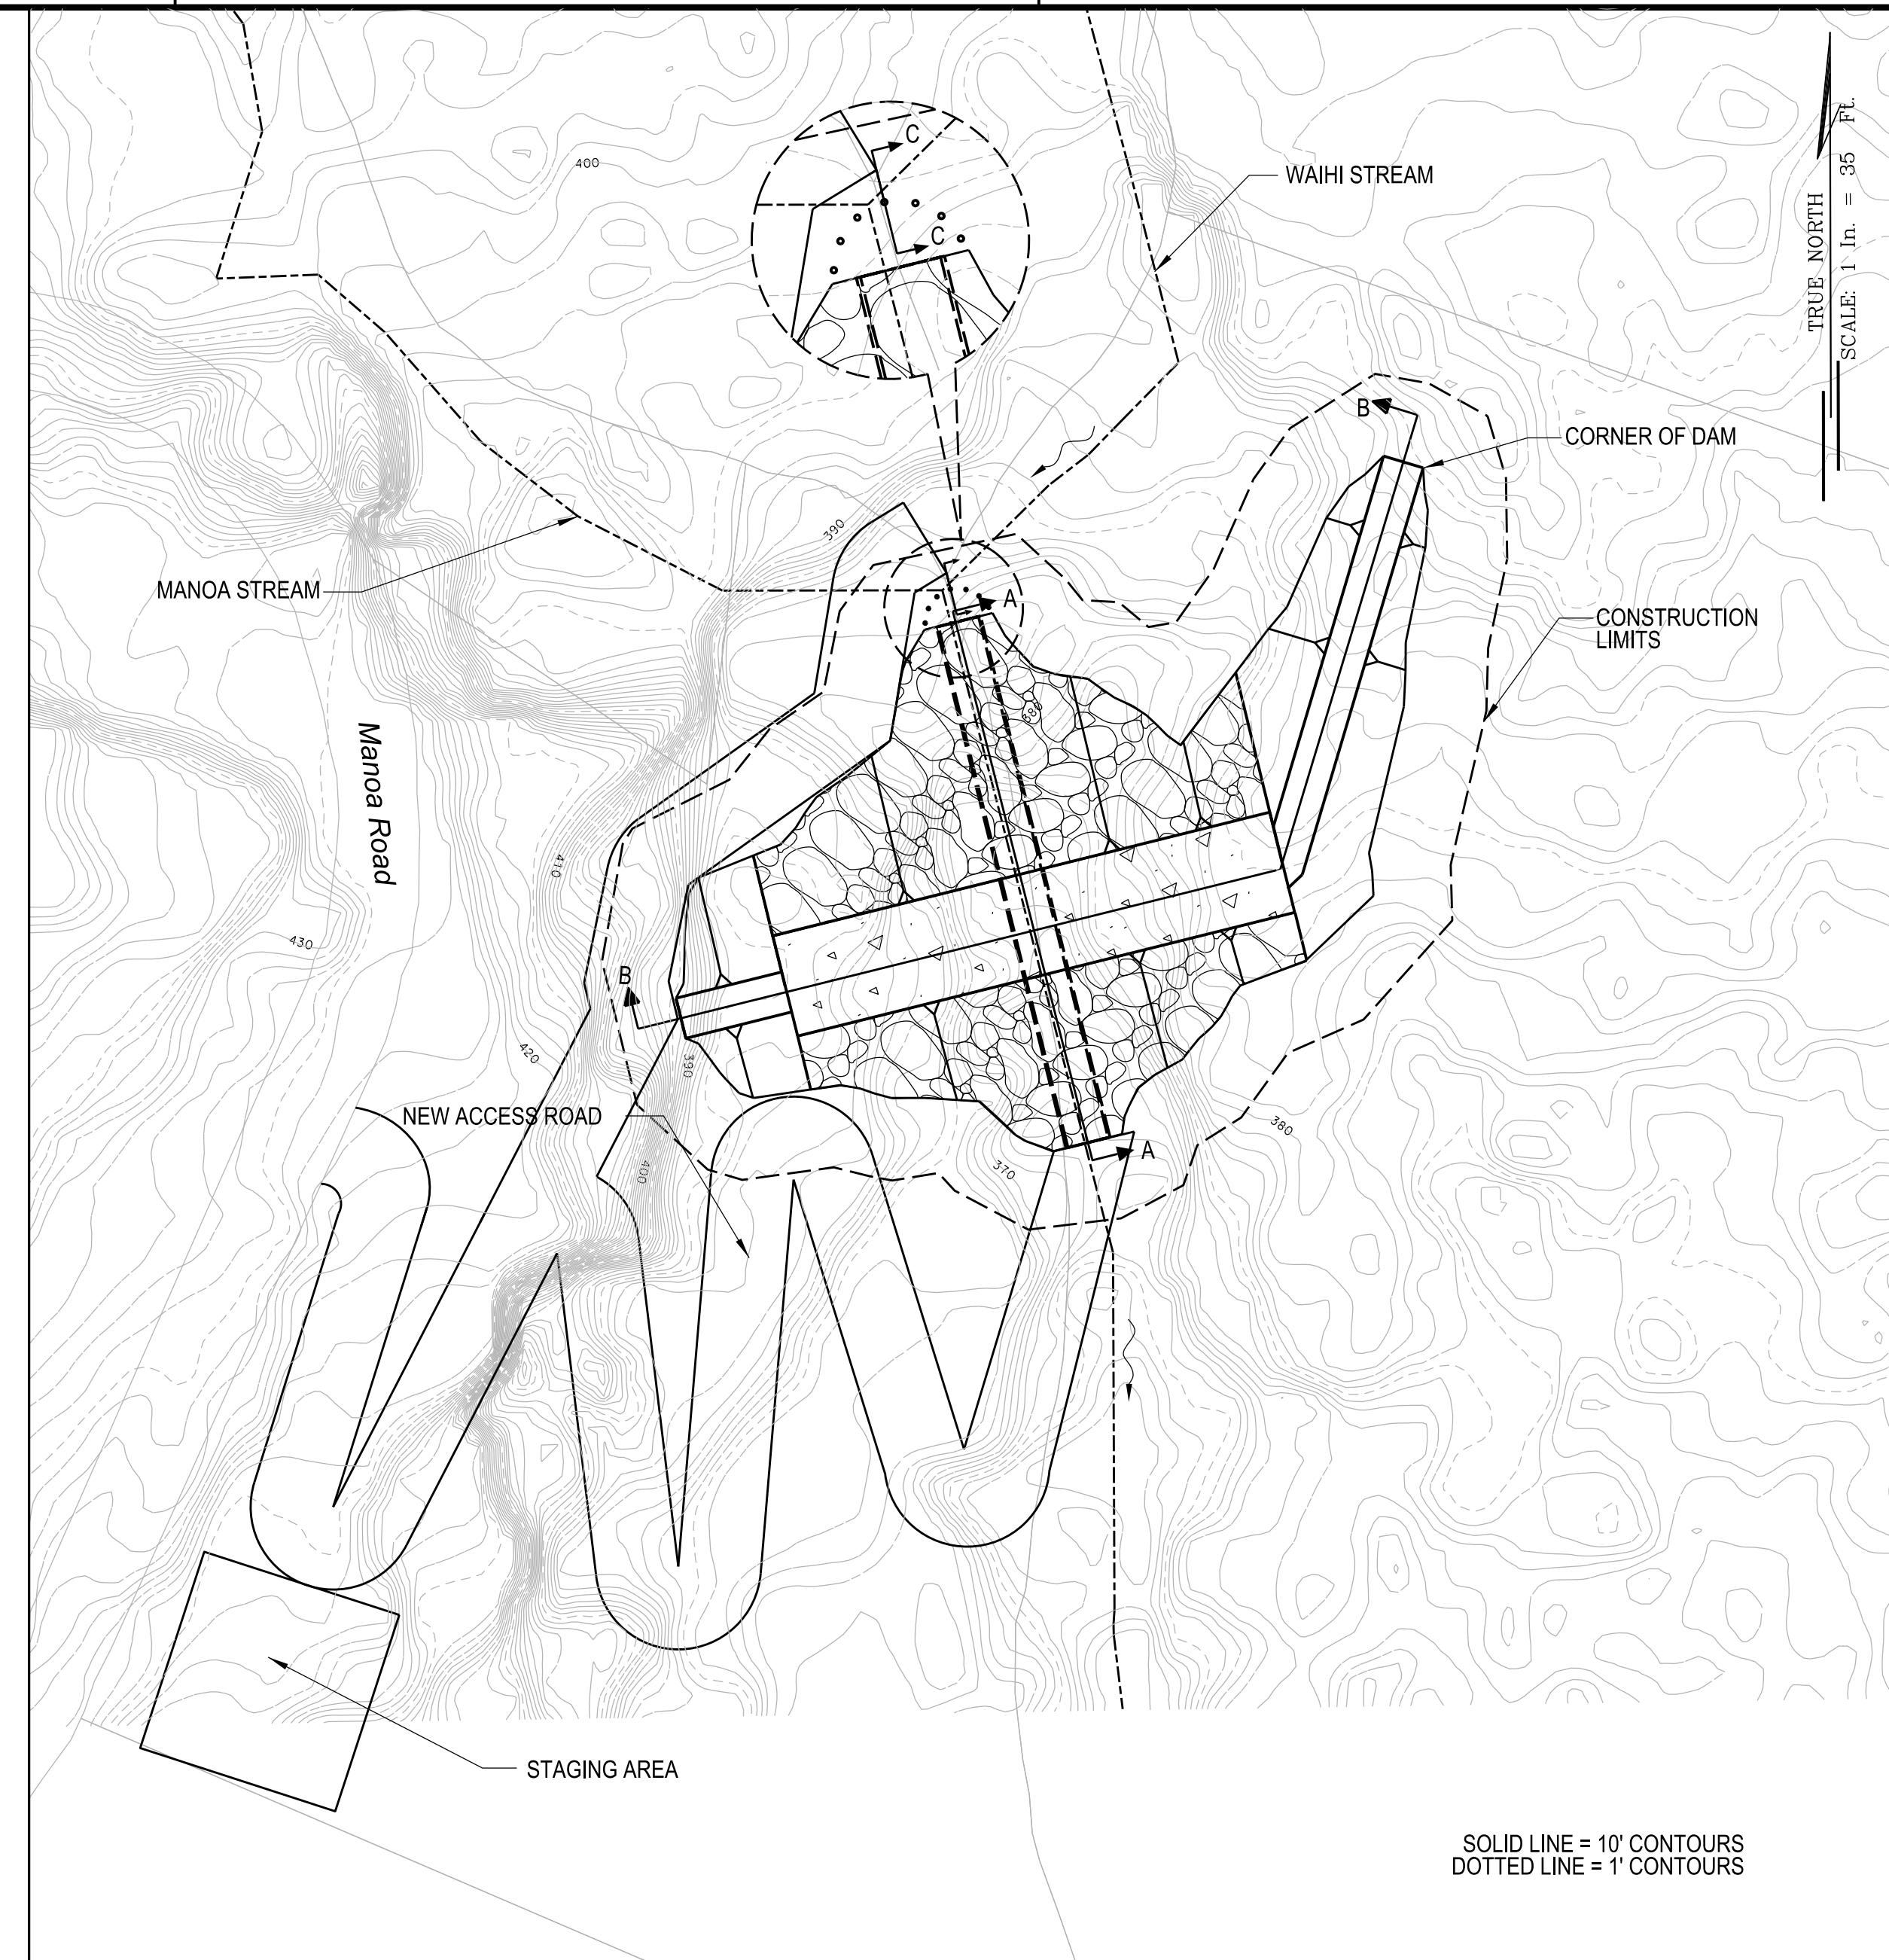 C
400
WAIHI STREAM
C
TRUE NORTH
SCALE: 1 In. = 35 Ft.
B
CORNER OF DAM
390
MANOA STREAM
A
CONSTRUCTION
LIMITS
380
Manoa Road
410
430
B
420
390
NEW ACCESS ROAD
380
A
400
370
STAGING AREA
SOLID LINE = 10' CONTOURS
DOTTED LINE = 1' CONTOURS